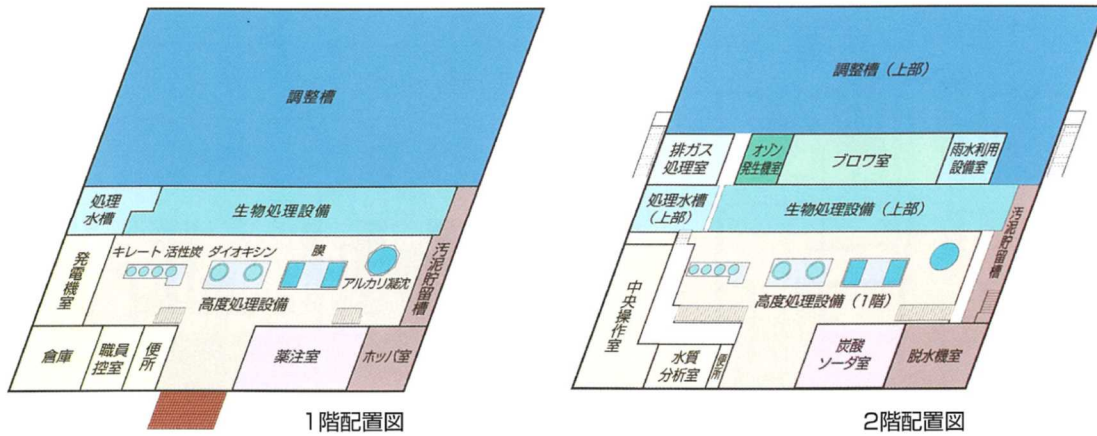 調整槽
処理
水槽
生物処理設備
発電機室
キレート 活性炭 ダイオキシン
膜
アルカリ凝沈
高度処理設備
汚泥貯留槽
倉庫
職員
控室
便所
薬注室
ホッパ室
1階配置図
調整槽（上部）
排ガス
処理室
オゾン
発生機室
ブロワ室
雨水利用
設備室
処理水槽
（上部）
生物処理設備（上部）
汚泥貯留槽
中央操作室
高度処理設備（1階）
水質
分析室
便所
炭酸
ソーダ室
脱水機室
2階配置図